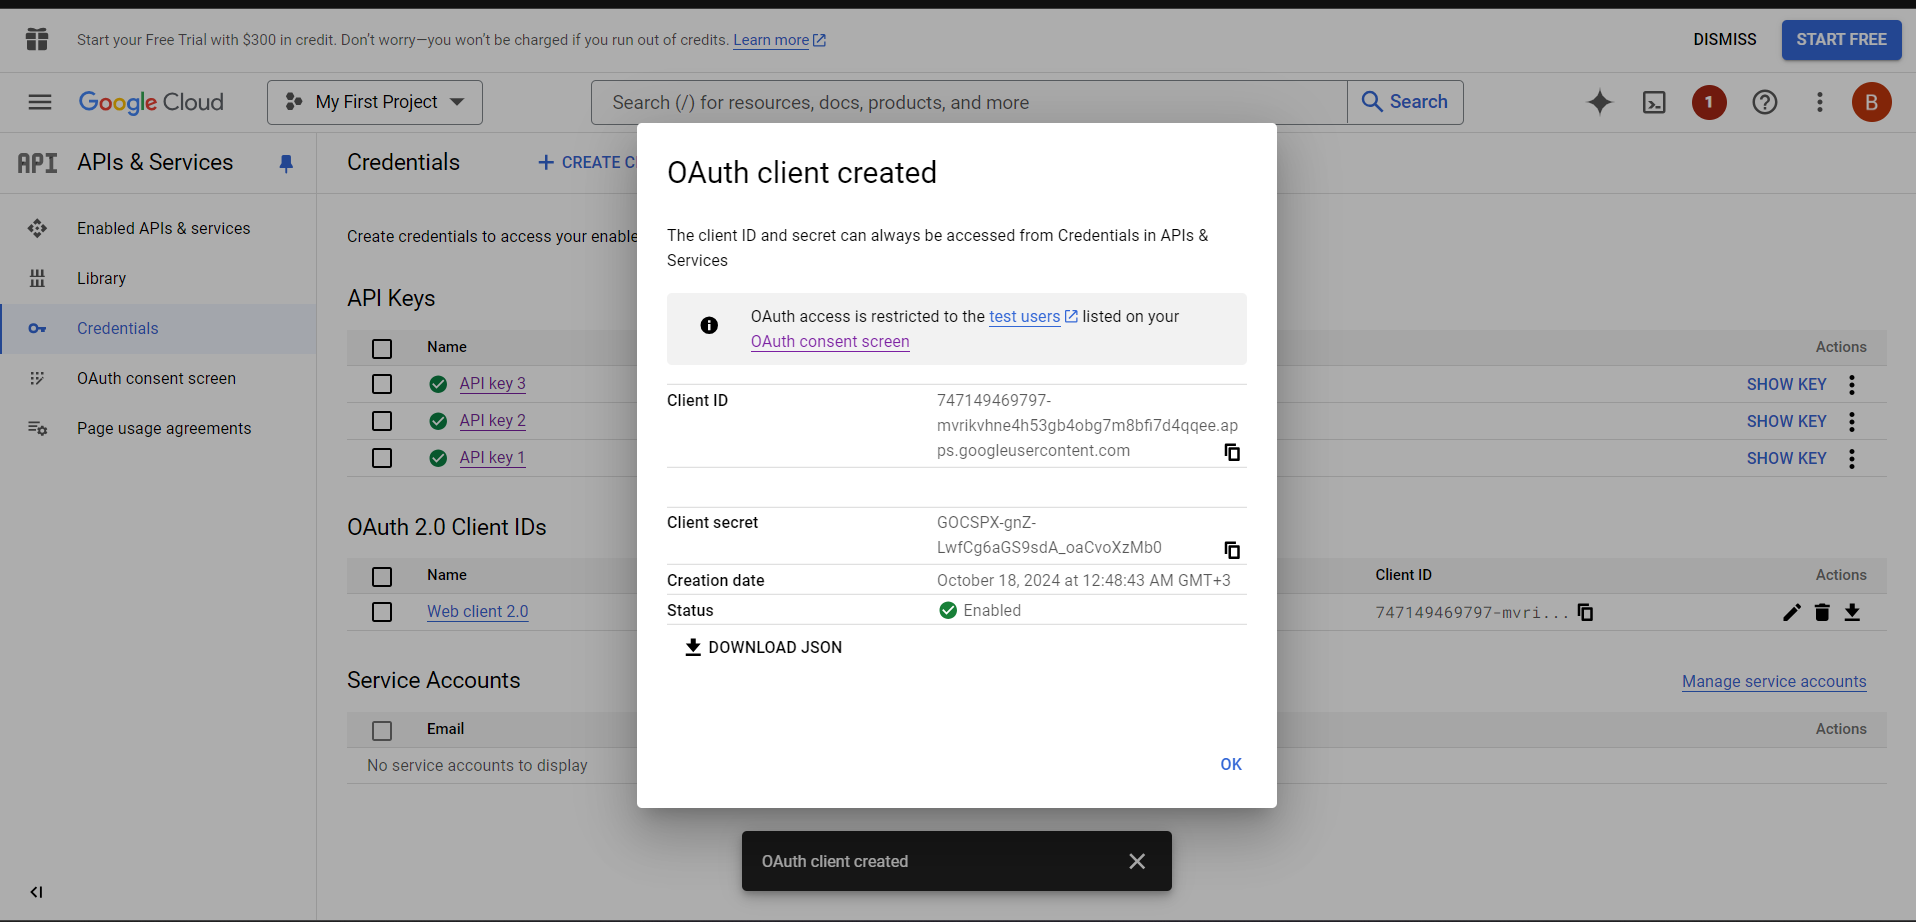 Start your Free Trial with $300 in credit. Don't worry—you won't be charged if you run out of credits. Learn more
DISMISS
START FREE
Google Cloud
My First Project
Search (/) for resources, docs, products, and more
Search
1
B
API
APIs & Services
Credentials
CREATE C
Enabled APIs & services
Library
Credentials
OAuth consent screen
Page usage agreements
Create credentials to access your enable
API Keys
Name
Actions
API key 3
SHOW KEY
API key 2
SHOW KEY
API key 1
SHOW KEY
OAuth 2.0 Client IDs
Name
Client ID
Actions
Web client 2.0
747149469797-mvri...
Service Accounts
Manage service accounts
Email
Actions
No service accounts to display
OAuth client created
The client ID and secret can always be accessed from Credentials in APIs &
Services
OAuth access is restricted to the test users listed on your
OAuth consent screen
Client ID
747149469797-
mvrikvhne4h53gb4obg7m8bfi7d4qqee.ap
ps.googleusercontent.com
Client secret
GOCSPX-gnZ-
LwfCg6aGS9sdA_oaCvoXzMb0
Creation date
October 18, 2024 at 12:48:43 AM GMT+3
Status
Enabled
DOWNLOAD JSON
OK
OAuth client created